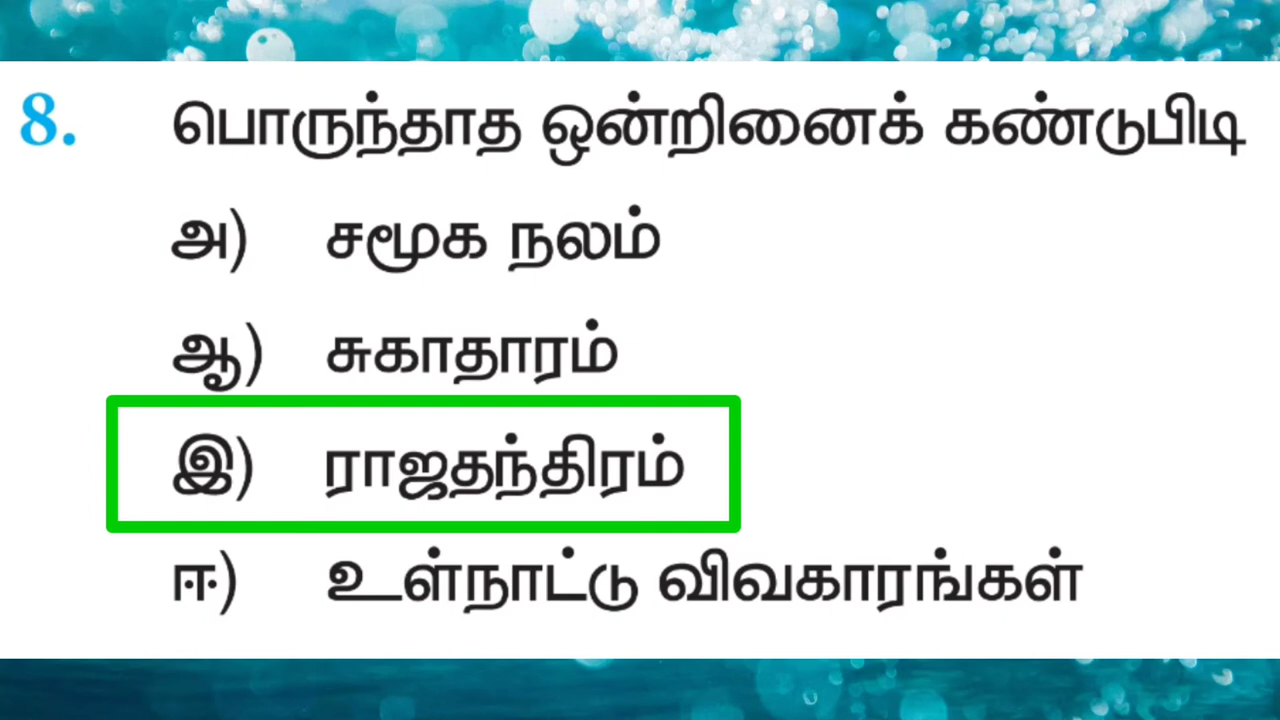 8. பொருந்தாத ஒன்றினைக் கண்டுபிடி
அ) சமூக நலம்
ஆ) சுகாதாரம்
இ) ராஜதந்திரம்
ஈ) உள்நாட்டு விவகாரங்கள்